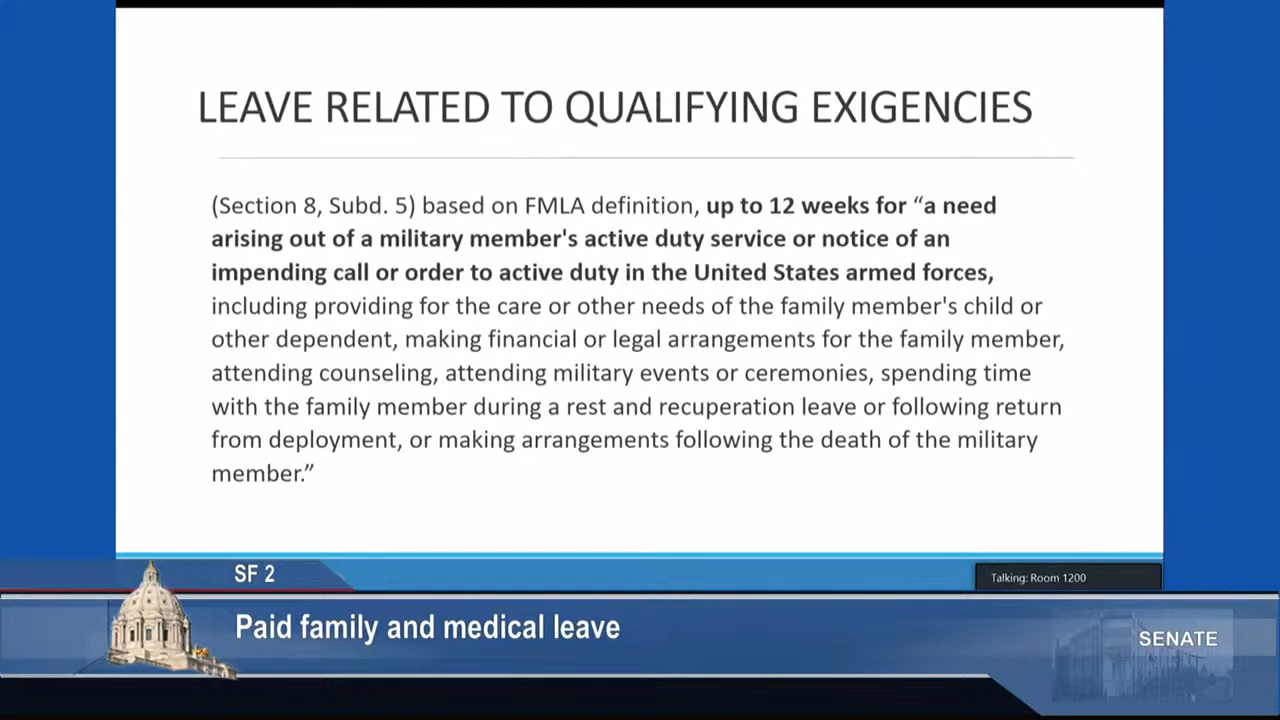 LEAVE RELATED TO QUALIFYING EXIGENCIES
(Section 8, Subd. 5) based on FMLA definition, up to 12 weeks for “a need
arising out of a military member's active duty service or notice of an
impending call or order to active duty in the United States armed forces,
including providing for the care or other needs of the family member's child or
other dependent, making financial or legal arrangements for the family member,
attending counseling, attending military events or ceremonies, spending time
with the family member during a rest and recuperation leave or following return
from deployment, or making arrangements following the death of the military
member.”
SF 2
Talking: Room 1200
Paid family and medical leave
SENATE